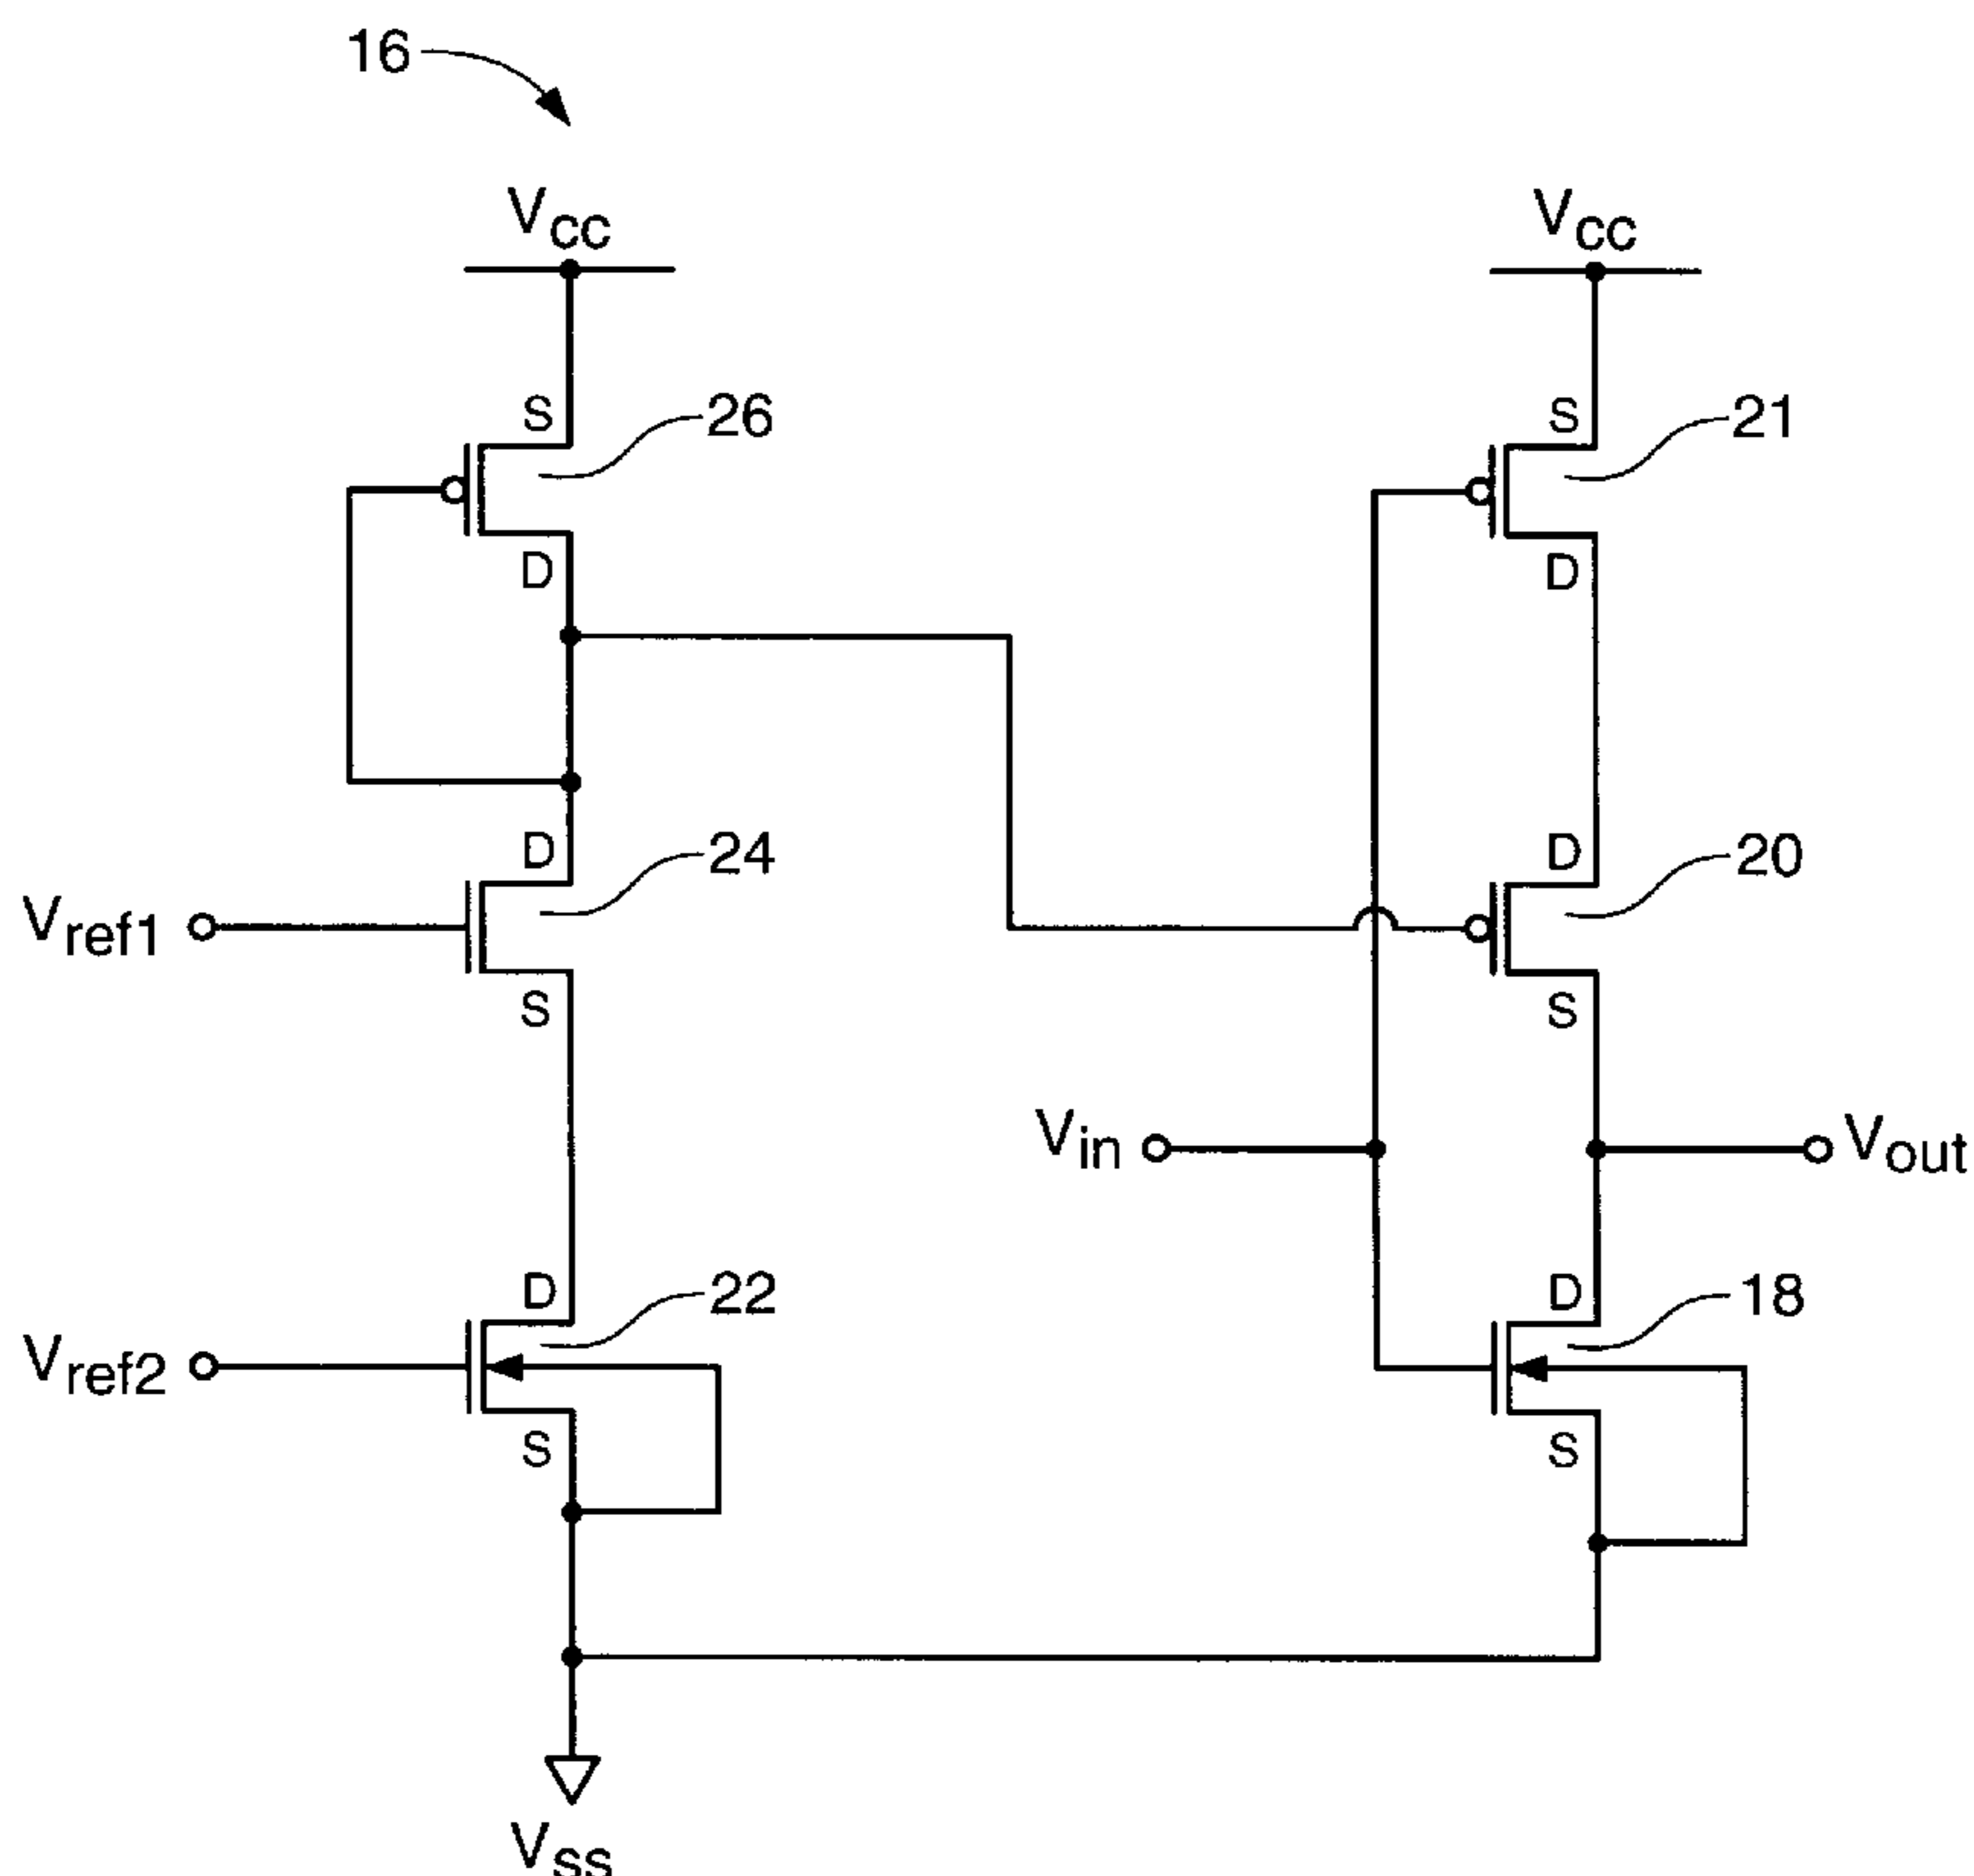 16
Vcc Vcc
S 26 S 21
D D
D 24 D 20
Vref1
S S
Vin Vout
D 22 D 18
Vref2
S S
Vss